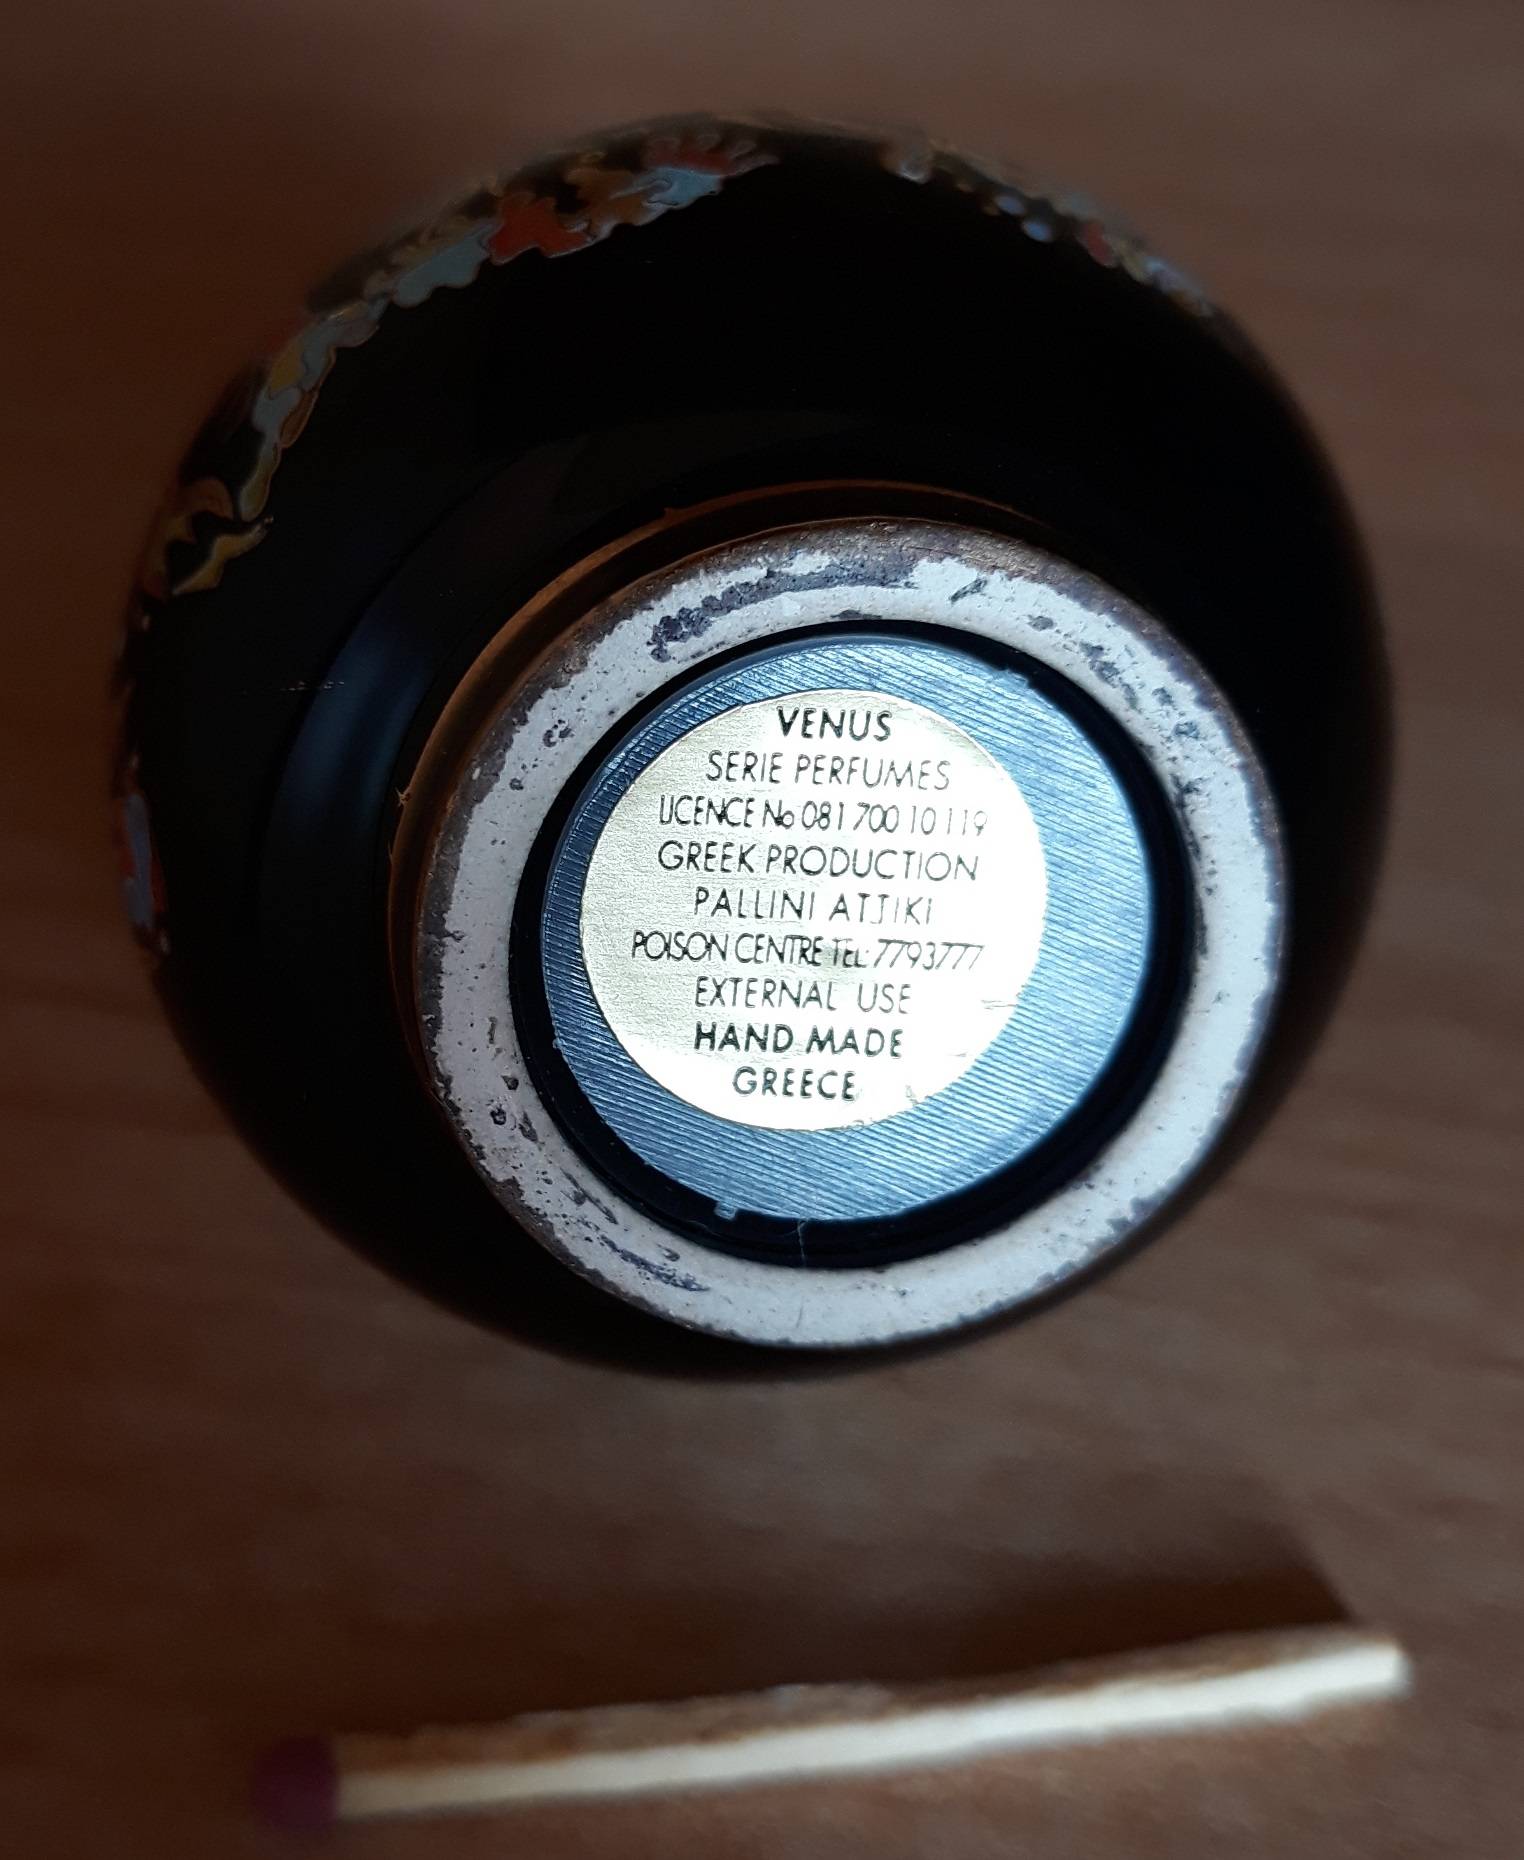 VENUS
SERIE PERFUMES
LICENCE No 081 700 10 119
GREEK PRODUCTION
PALLINI ATTIKI
POISON CENTRE TEL: 7793777
EXTERNAL USE
HAND MADE
GREECE